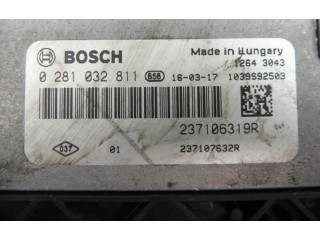 BOSCH
Made in Hungary
1264 3043
0 281 032 811 656 16-03-17 1039S92503
237106319R
037 01 237107632R